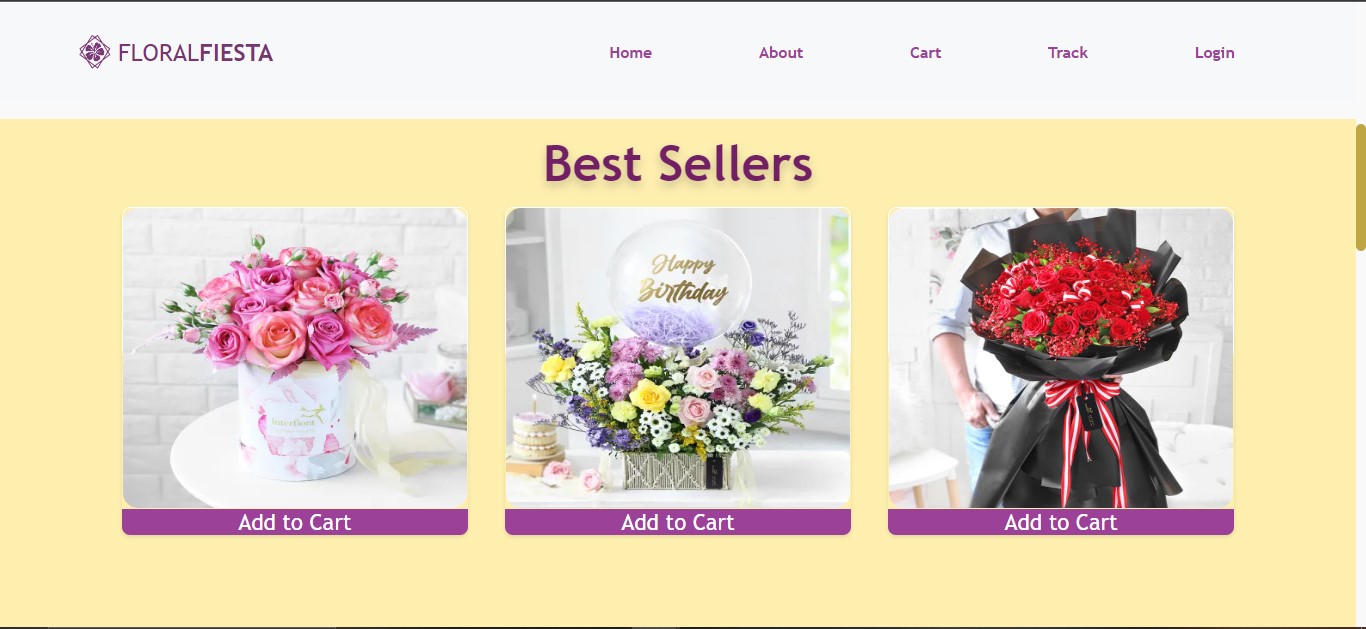 FLORALFIESTA
Home
About
Cart
Track
Login
Best Sellers
Happy
Birthday
Interflora
Add to Cart
Add to Cart
Add to Cart